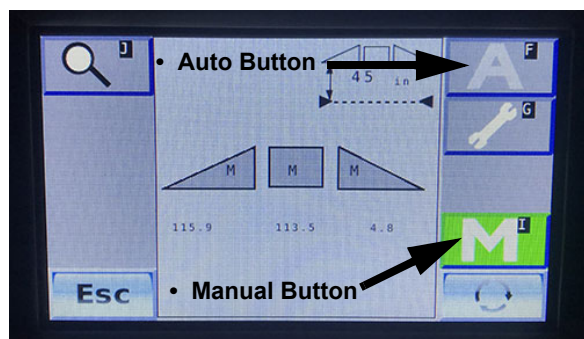 J
F
• Auto Button
A
45 in
G
M M M
115.9 113.5 4.8
I
M
Esc
• Manual Button